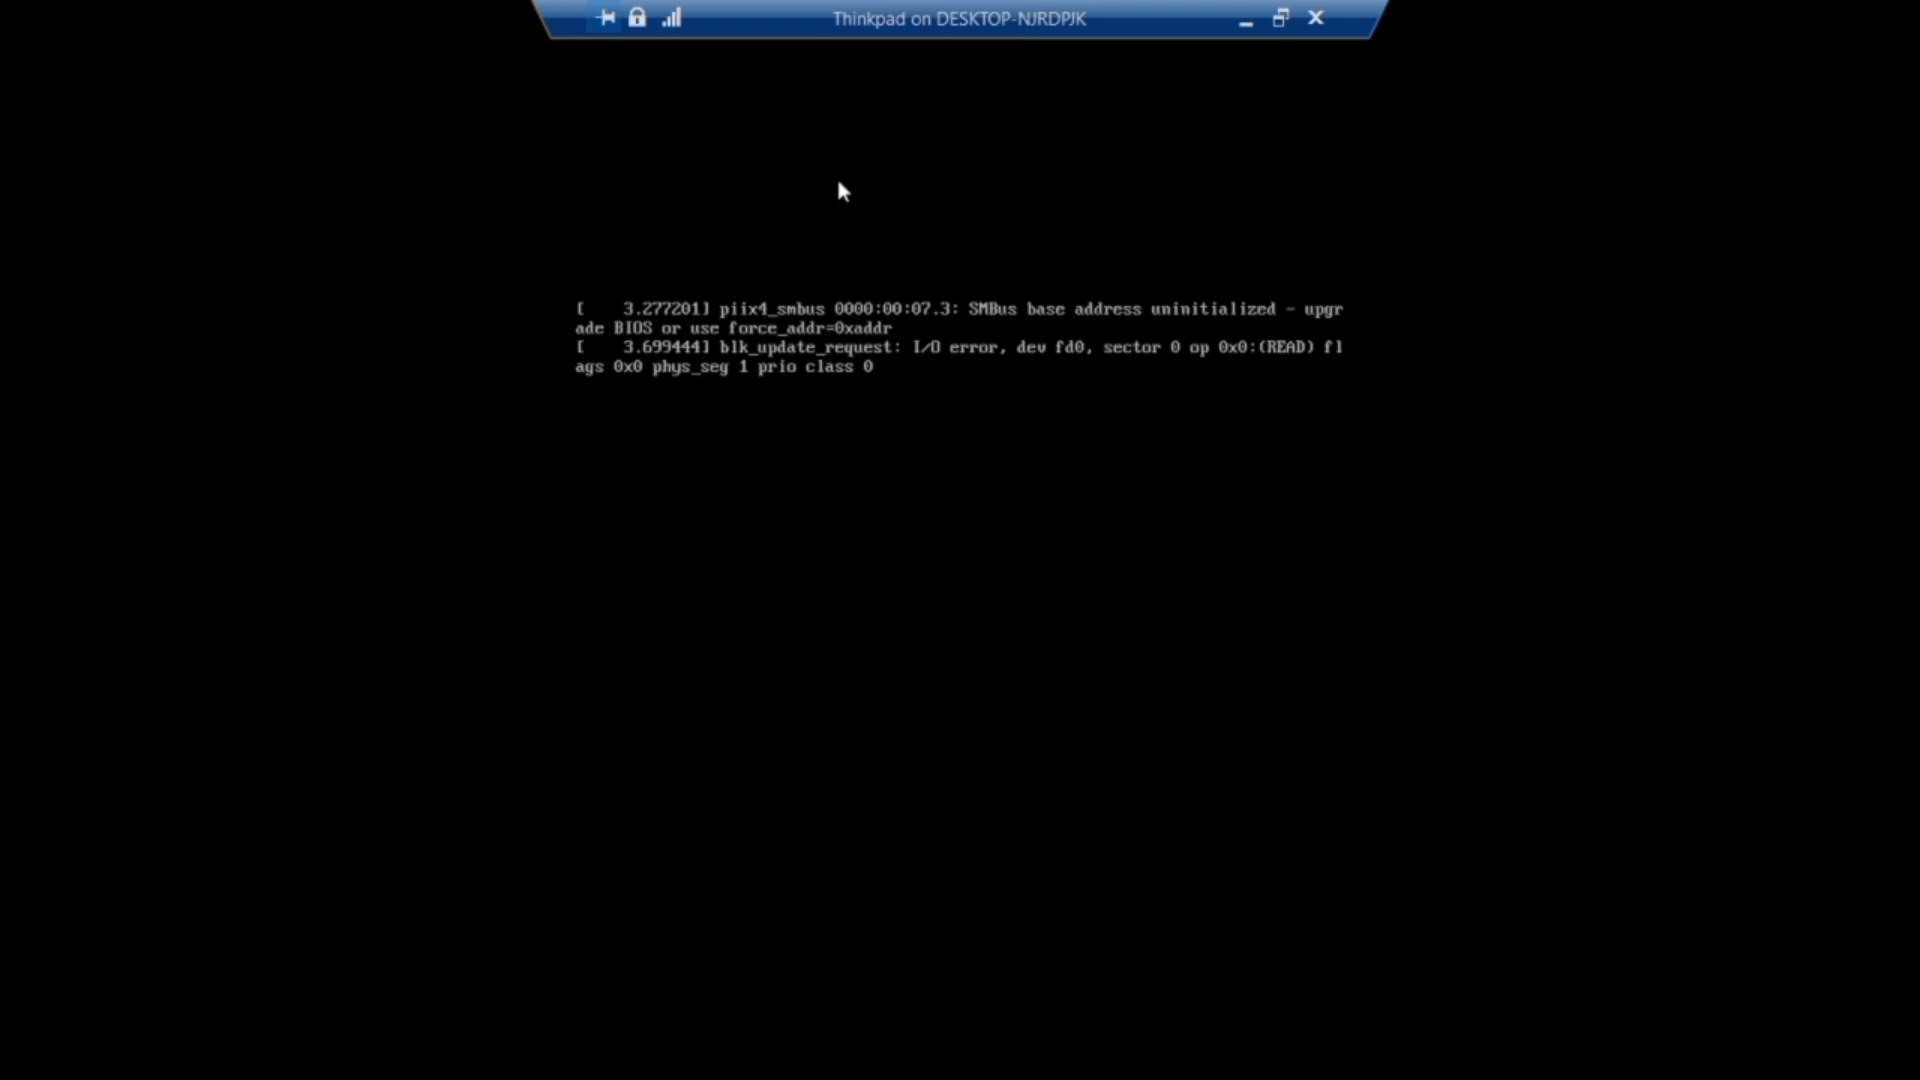 Thinkpad on DESKTOP-NJRDPJK
[    3.277201] piix4_smbus 0000:00:07.3: SMBus base address uninitialized - upgr
ade BIOS or use force_addr=0xaddr
[    3.699444] blk_update_request: I/O error, dev fd0, sector 0 op 0x0:(READ) fl
ags 0x0 phys_seg 1 prio class 0